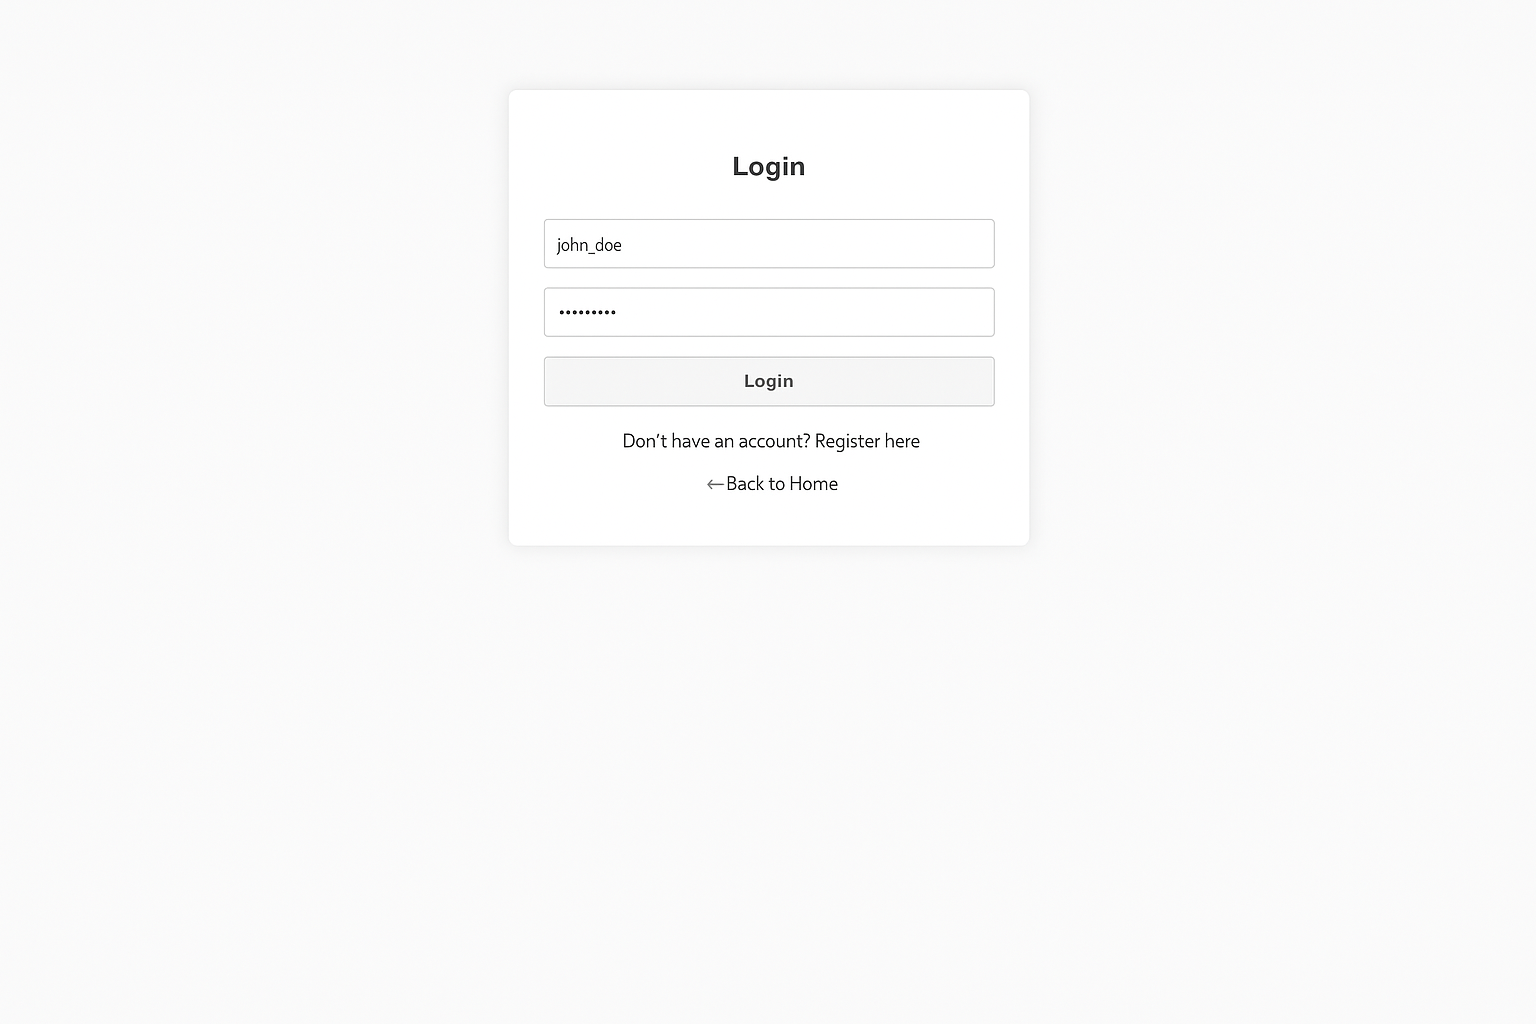 Login
john_doe
•••••••••
Login
Don't have an account? Register here
←Back to Home